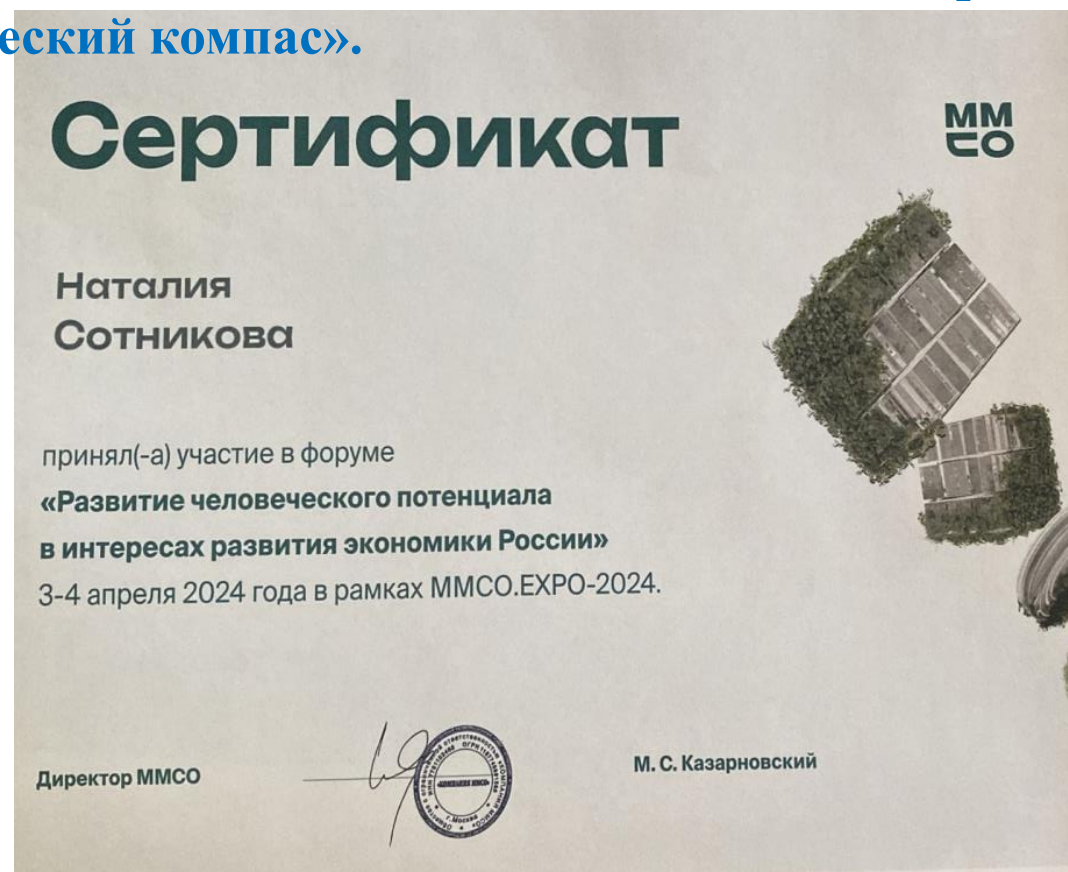 еский компас».
Сертификат
ММ
СО
Наталия
Сотникова
принял(-а) участие в форуме
«Развитие человеческого потенциала
в интересах развития экономики России»
3-4 апреля 2024 года в рамках ММСО.EXPO-2024.
Директор ММСО
г. Москва
М. С. Казарновский